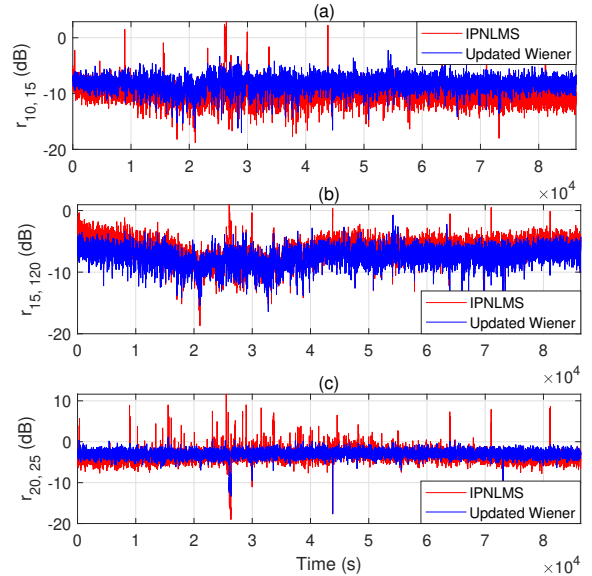 (a)
r10, 15 (dB)
0
-10
-20
IPNLMS
Updated Wiener
0 1 2 3 4 5 6 7 8
×10^4
(b)
r15, 120 (dB)
0
-10
-20
IPNLMS
Updated Wiener
0 1 2 3 4 5 6 7 8
×10^4
(c)
r20, 25 (dB)
10
0
-10
-20
IPNLMS
Updated Wiener
0 1 2 3 4 5 6 7 8
Time (s)
×10^4